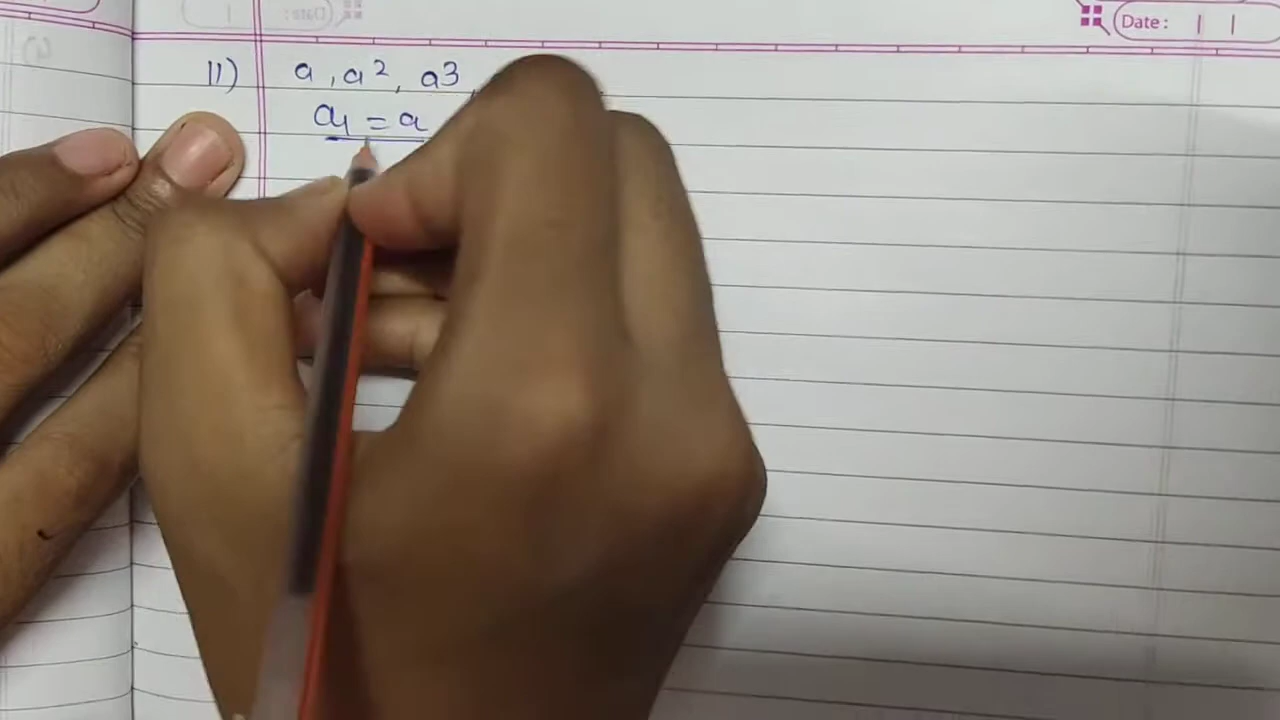 Date :
11) a , a² , a3 ,
a1 = a